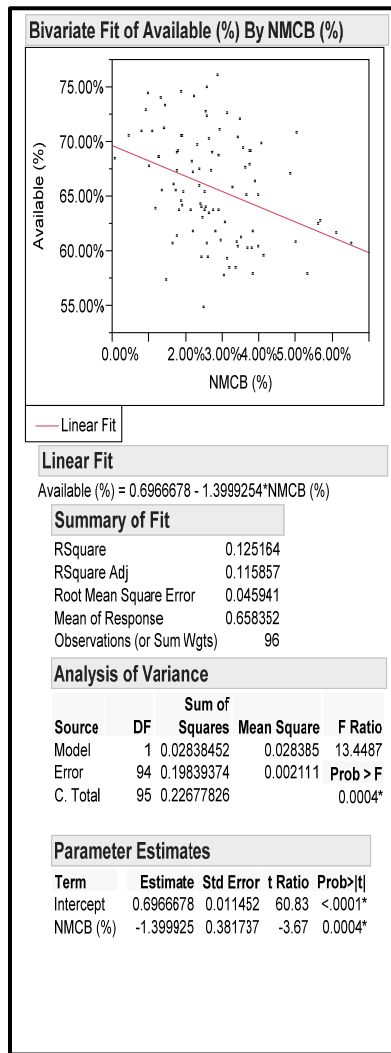 Bivariate Fit of Available (%) By NMCB (%)
75.00%
70.00%
65.00%
60.00%
55.00%
Available (%)
0.00% 2.00%3.00%4.00% 6.00%
NMCB (%)
Linear Fit
Linear Fit
Available (%) = 0.6966678 - 1.3999254*NMCB (%)
Summary of Fit
RSquare 0.125164
RSquare Adj 0.115857
Root Mean Square Error 0.045941
Mean of Response 0.658352
Observations (or Sum Wgts) 96
Analysis of Variance
Sum of
Source DF Squares Mean Square F Ratio
Model 1 0.02838452 0.028385 13.4487
Error 94 0.19839374 0.002111 Prob > F
C. Total 95 0.22677826 0.0004*
Parameter Estimates
Term Estimate Std Error t Ratio Prob>|t|
Intercept 0.6966678 0.011452 60.83 <.0001*
NMCB (%) -1.399925 0.381737 -3.67 0.0004*